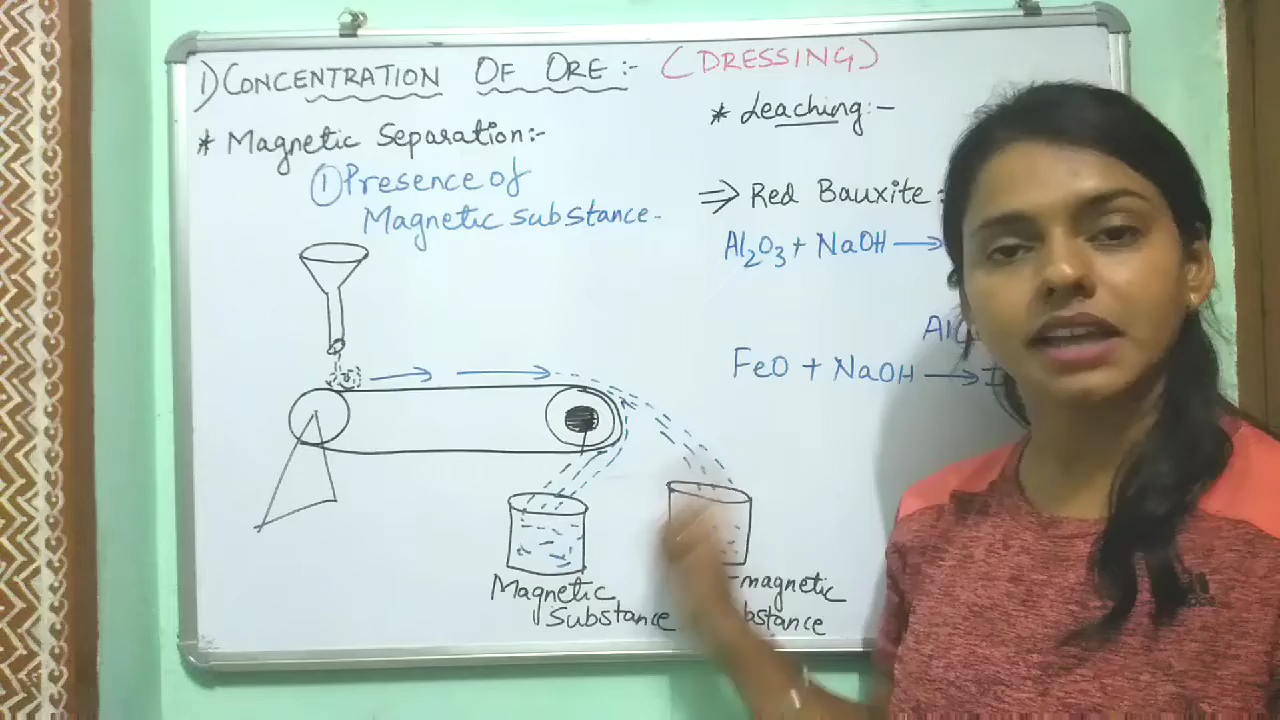 1) CONCENTRATION OF ORE :- (DRESSING)
* Magnetic Separation:-
① Presence of
Magnetic substance-
Magnetic
Substance
-magnetic
* Leaching:-
⇒ Red Bauxite:
Al2O3 + NaOH →
FeO + NaOH →